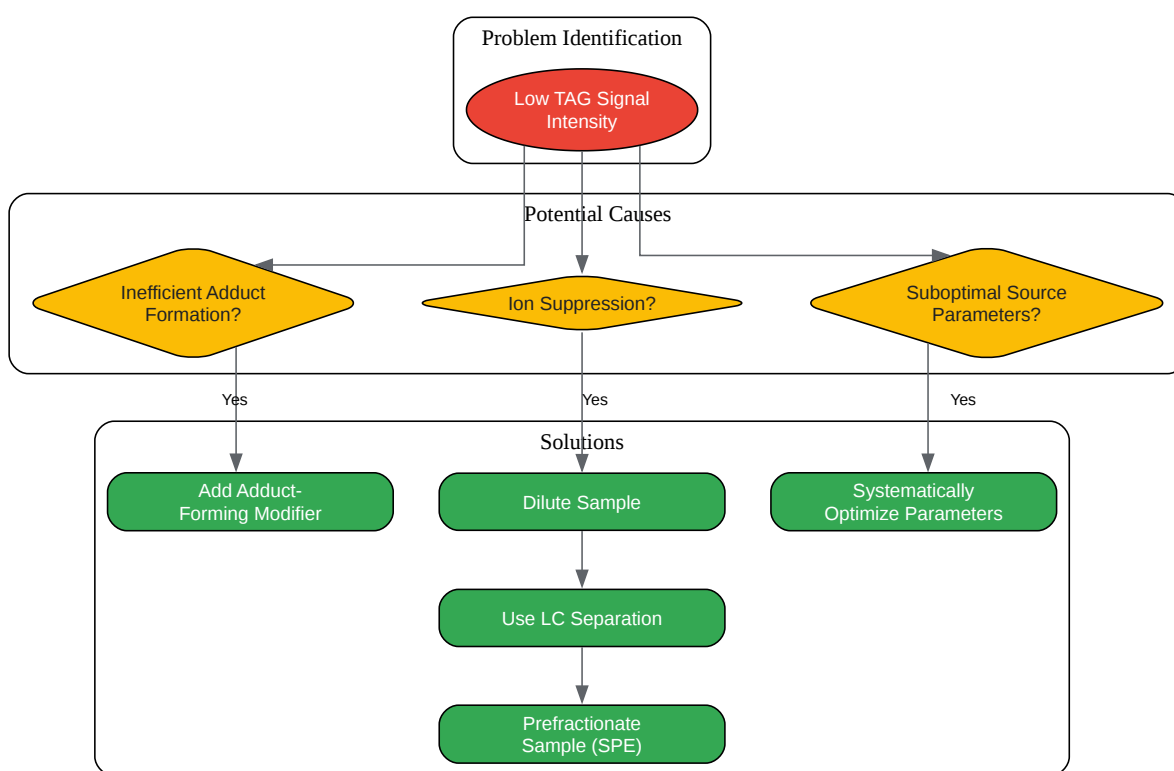 Problem Identification
Low TAG Signal
Intensity
Potential Causes
Inefficient Adduct
Formation?
Ion Suppression?
Suboptimal Source
Parameters?
Yes
Yes
Yes
Solutions
Add Adduct-
Forming Modifier
Dilute Sample
Systematically
Optimize Parameters
Use LC Separation
Prefractionate
Sample (SPE)